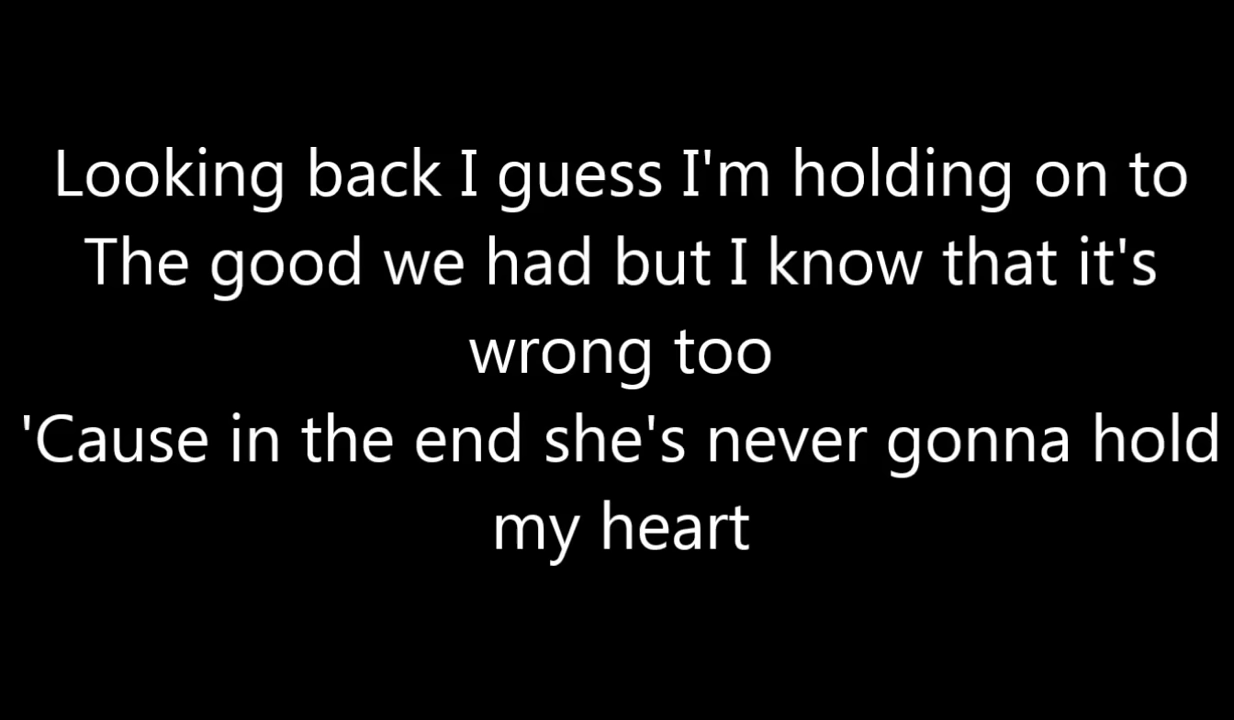 Looking back I guess I'm holding on to
The good we had but I know that it's
wrong too
'Cause in the end she's never gonna hold
my heart